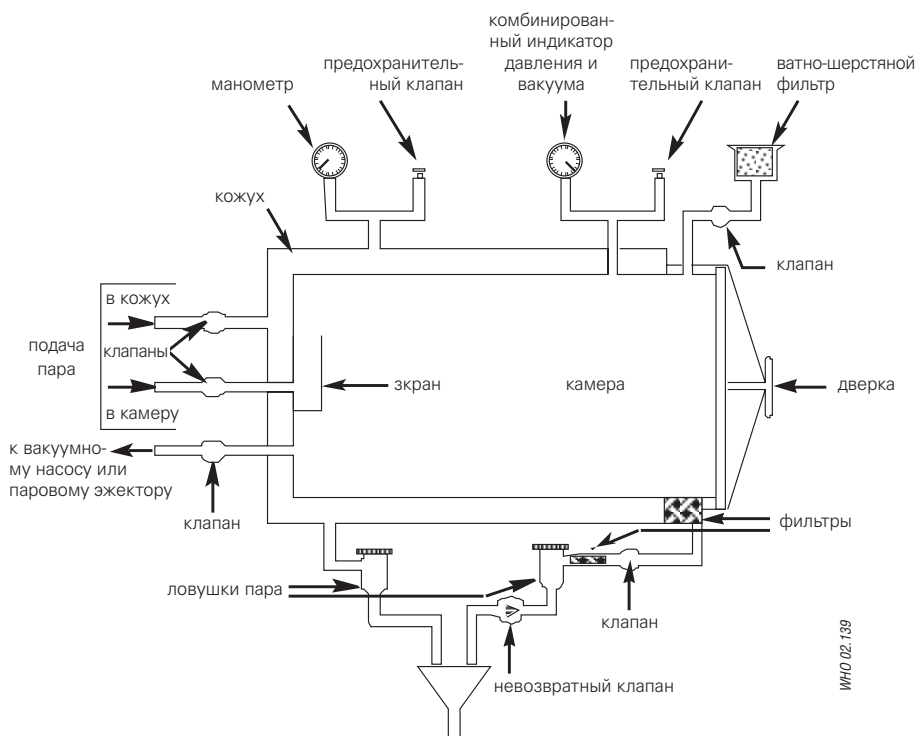 манометр
предохранитель-
ный клапан
комбинирован-
ный индикатор
давления и
вакуума
предохрани-
тельный клапан
ватно-шерстяной
фильтр
кожух
клапан
в кожух
подача
пара
клапаны
в камеру
зкран
камера
дверка
к вакуумно-
му насосу или
паровому эжектору
клапан
фильтры
ловушки пара
клапан
невозвратный клапан
WHO 02.139